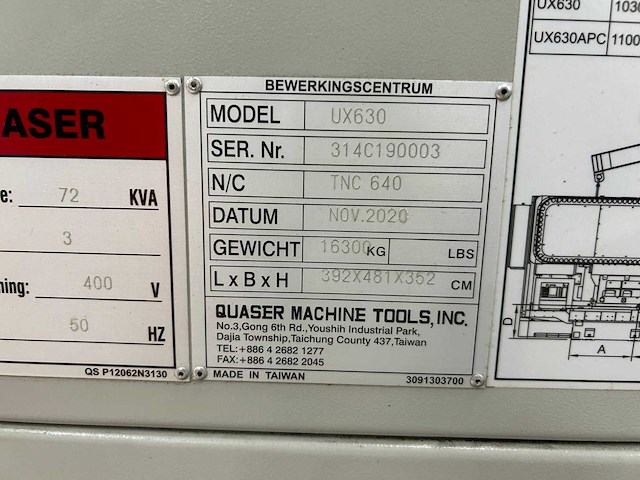 ASER
e: 72 KVA
3
ning: 400 V
50 HZ
QS P12062N3130
BEWERKINGSCENTRUM
MODEL UX630
SER. Nr. 314C190003
N/C TNC 640
DATUM NOV.2020
GEWICHT 16300 KG LBS
L x B x H 392X481X352 CM
QUASER MACHINE TOOLS, INC.
No.3,Gong 6th Rd.,Youshih Industrial Park,
Dajia Township,Taichung County 437,Taiwan
TEL:+886 4 2682 1277
FAX:+886 4 2682 2045
MADE IN TAIWAN 3091303700
UX630 1030
UX630APC 1100
D
A